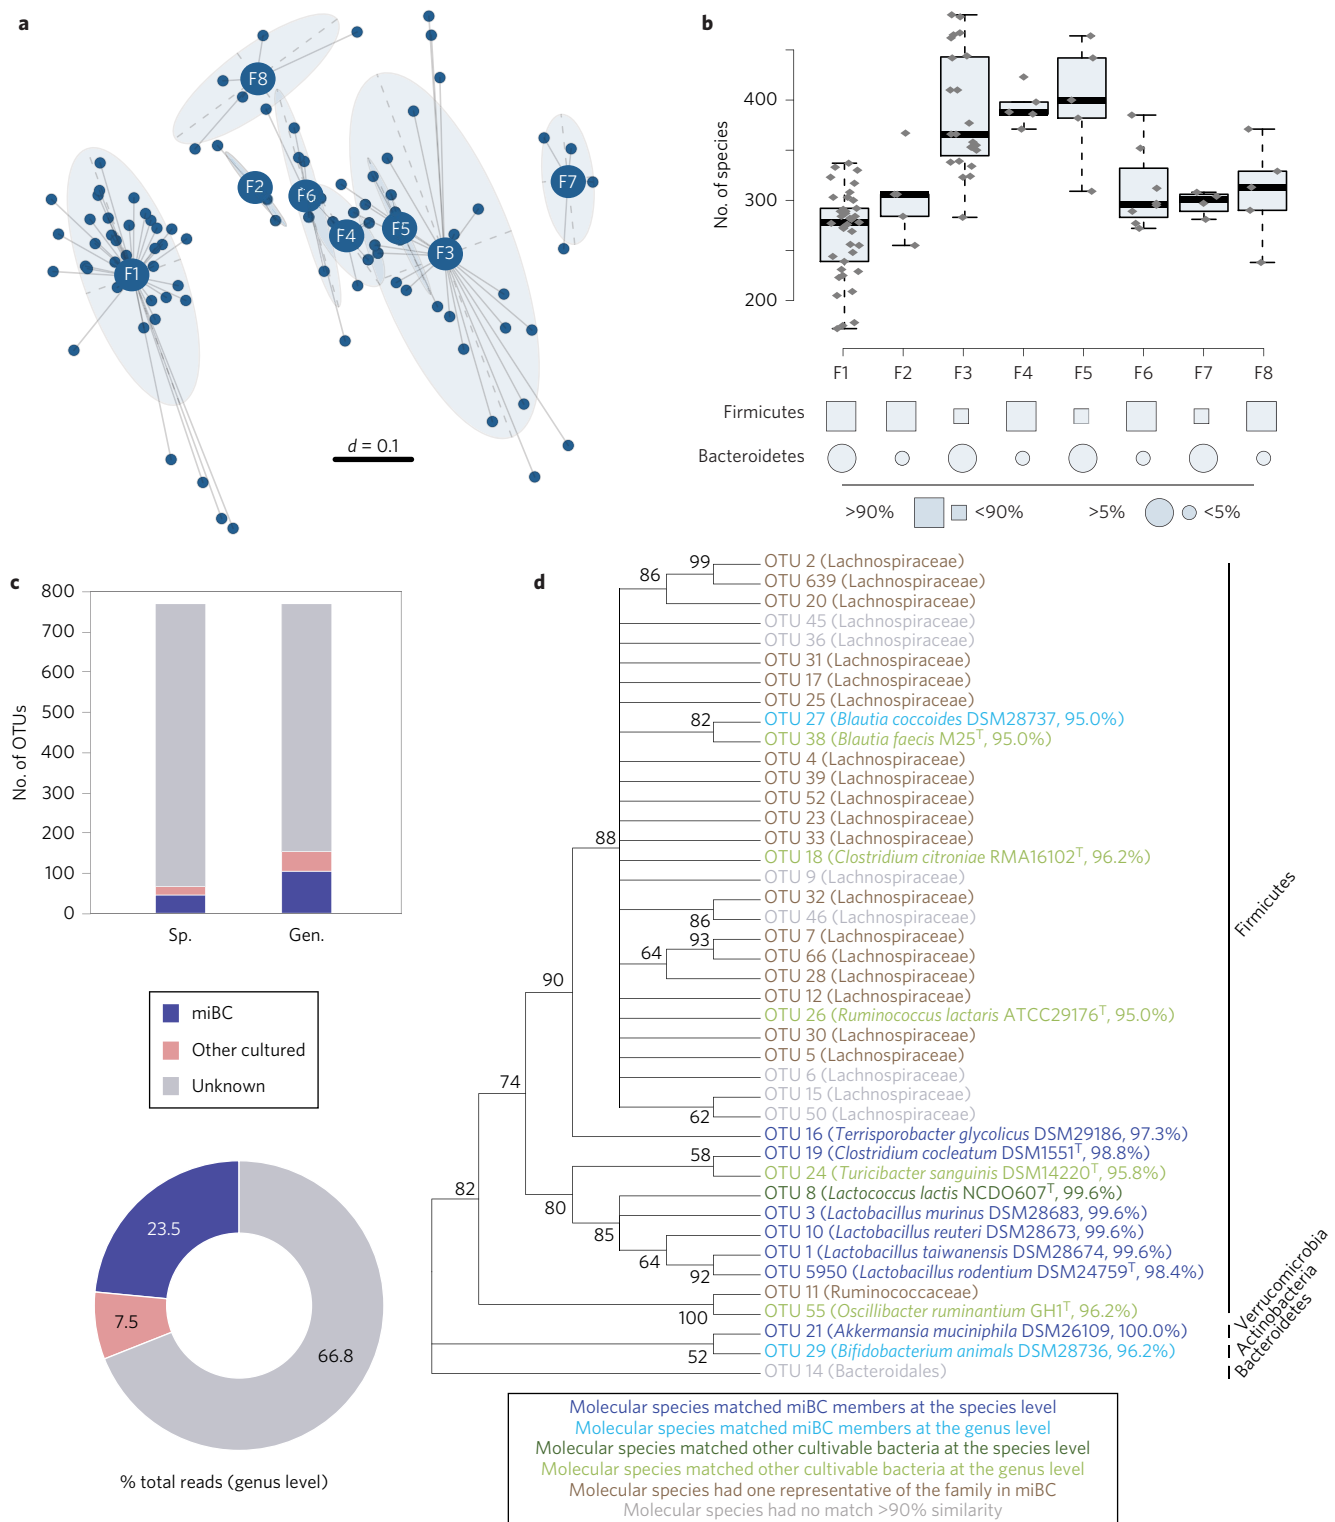 a
F8
F2
F6
F7
F4
F5
F3
F1
d = 0.1
b
No. of species
400
300
200
F1 F2 F3 F4 F5 F6 F7 F8
Firmicutes
Bacteroidetes
>90% <90% >5% <5%
c
No. of OTUs
800
700
600
500
400
300
200
100
0
Sp. Gen.
miBC
Other cultured
Unknown
23.5
7.5
66.8
% total reads (genus level)
d
99
86
82
88
86
93
64
90
62
74
58
82
80
85
64
92
100
52
OTU 2 (Lachnospiraceae)
OTU 639 (Lachnospiraceae)
OTU 20 (Lachnospiraceae)
OTU 45 (Lachnospiraceae)
OTU 36 (Lachnospiraceae)
OTU 31 (Lachnospiraceae)
OTU 17 (Lachnospiraceae)
OTU 25 (Lachnospiraceae)
OTU 27 (Blautia coccoides DSM28737, 95.0%)
OTU 38 (Blautia faecis M25ᵀ, 95.0%)
OTU 4 (Lachnospiraceae)
OTU 39 (Lachnospiraceae)
OTU 52 (Lachnospiraceae)
OTU 23 (Lachnospiraceae)
OTU 33 (Lachnospiraceae)
OTU 18 (Clostridium citroniae RMA16102ᵀ, 96.2%)
OTU 9 (Lachnospiraceae)
OTU 32 (Lachnospiraceae)
OTU 46 (Lachnospiraceae)
OTU 7 (Lachnospiraceae)
OTU 66 (Lachnospiraceae)
OTU 28 (Lachnospiraceae)
OTU 12 (Lachnospiraceae)
OTU 26 (Ruminococcus lactaris ATCC29176ᵀ, 95.0%)
OTU 30 (Lachnospiraceae)
OTU 5 (Lachnospiraceae)
OTU 6 (Lachnospiraceae)
OTU 15 (Lachnospiraceae)
OTU 50 (Lachnospiraceae)
OTU 16 (Terrisporobacter glycolicus DSM29186, 97.3%)
OTU 19 (Clostridium cocleatum DSM1551ᵀ, 98.8%)
OTU 24 (Turicibacter sanguinis DSM14220ᵀ, 95.8%)
OTU 8 (Lactococcus lactis NCDO607ᵀ, 99.6%)
OTU 3 (Lactobacillus murinus DSM28683, 99.6%)
OTU 10 (Lactobacillus reuteri DSM28673, 99.6%)
OTU 1 (Lactobacillus taiwanensis DSM28674, 99.6%)
OTU 5950 (Lactobacillus rodentium DSM24759ᵀ, 98.4%)
OTU 11 (Ruminococcaceae)
OTU 55 (Oscillibacter ruminantium GH1ᵀ, 96.2%)
OTU 21 (Akkermansia muciniphila DSM26109, 100.0%)
OTU 29 (Bifidobacterium animals DSM28736, 96.2%)
OTU 14 (Bacteroidales)
Firmicutes
Verrucomicrobia
Actinobacteria
Bacteroidetes
Molecular species matched miBC members at the species level
Molecular species matched miBC members at the genus level
Molecular species matched other cultivable bacteria at the species level
Molecular species matched other cultivable bacteria at the genus level
Molecular species had one representative of the family in miBC
Molecular species had no match >90% similarity